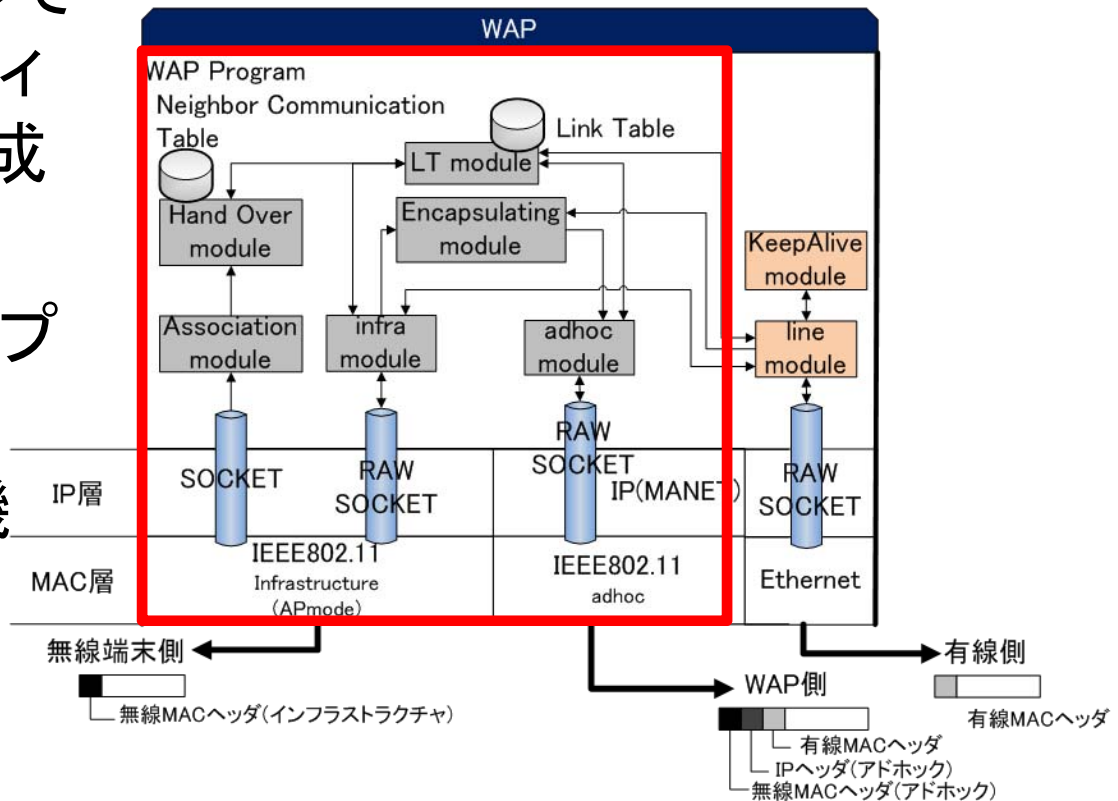 て
イ
成
プ
機
WAP
WAP Program
Neighbor Communication
Table
Link Table
LT module
Hand Over
module
Encapsulating
module
KeepAlive
module
Association
module
infra
module
adhoc
module
line
module
IP層
SOCKET
RAW
SOCKET
RAW
SOCKET
IP(MANET)
RAW
SOCKET
MAC層
IEEE802.11
Infrastructure
(APmode)
IEEE802.11
adhoc
Ethernet
無線端末側
無線MACヘッダ(インフラストラクチャ)
WAP側
有線MACヘッダ
IPヘッダ(アドホック)
無線MACヘッダ(アドホック)
有線側
有線MACヘッダ